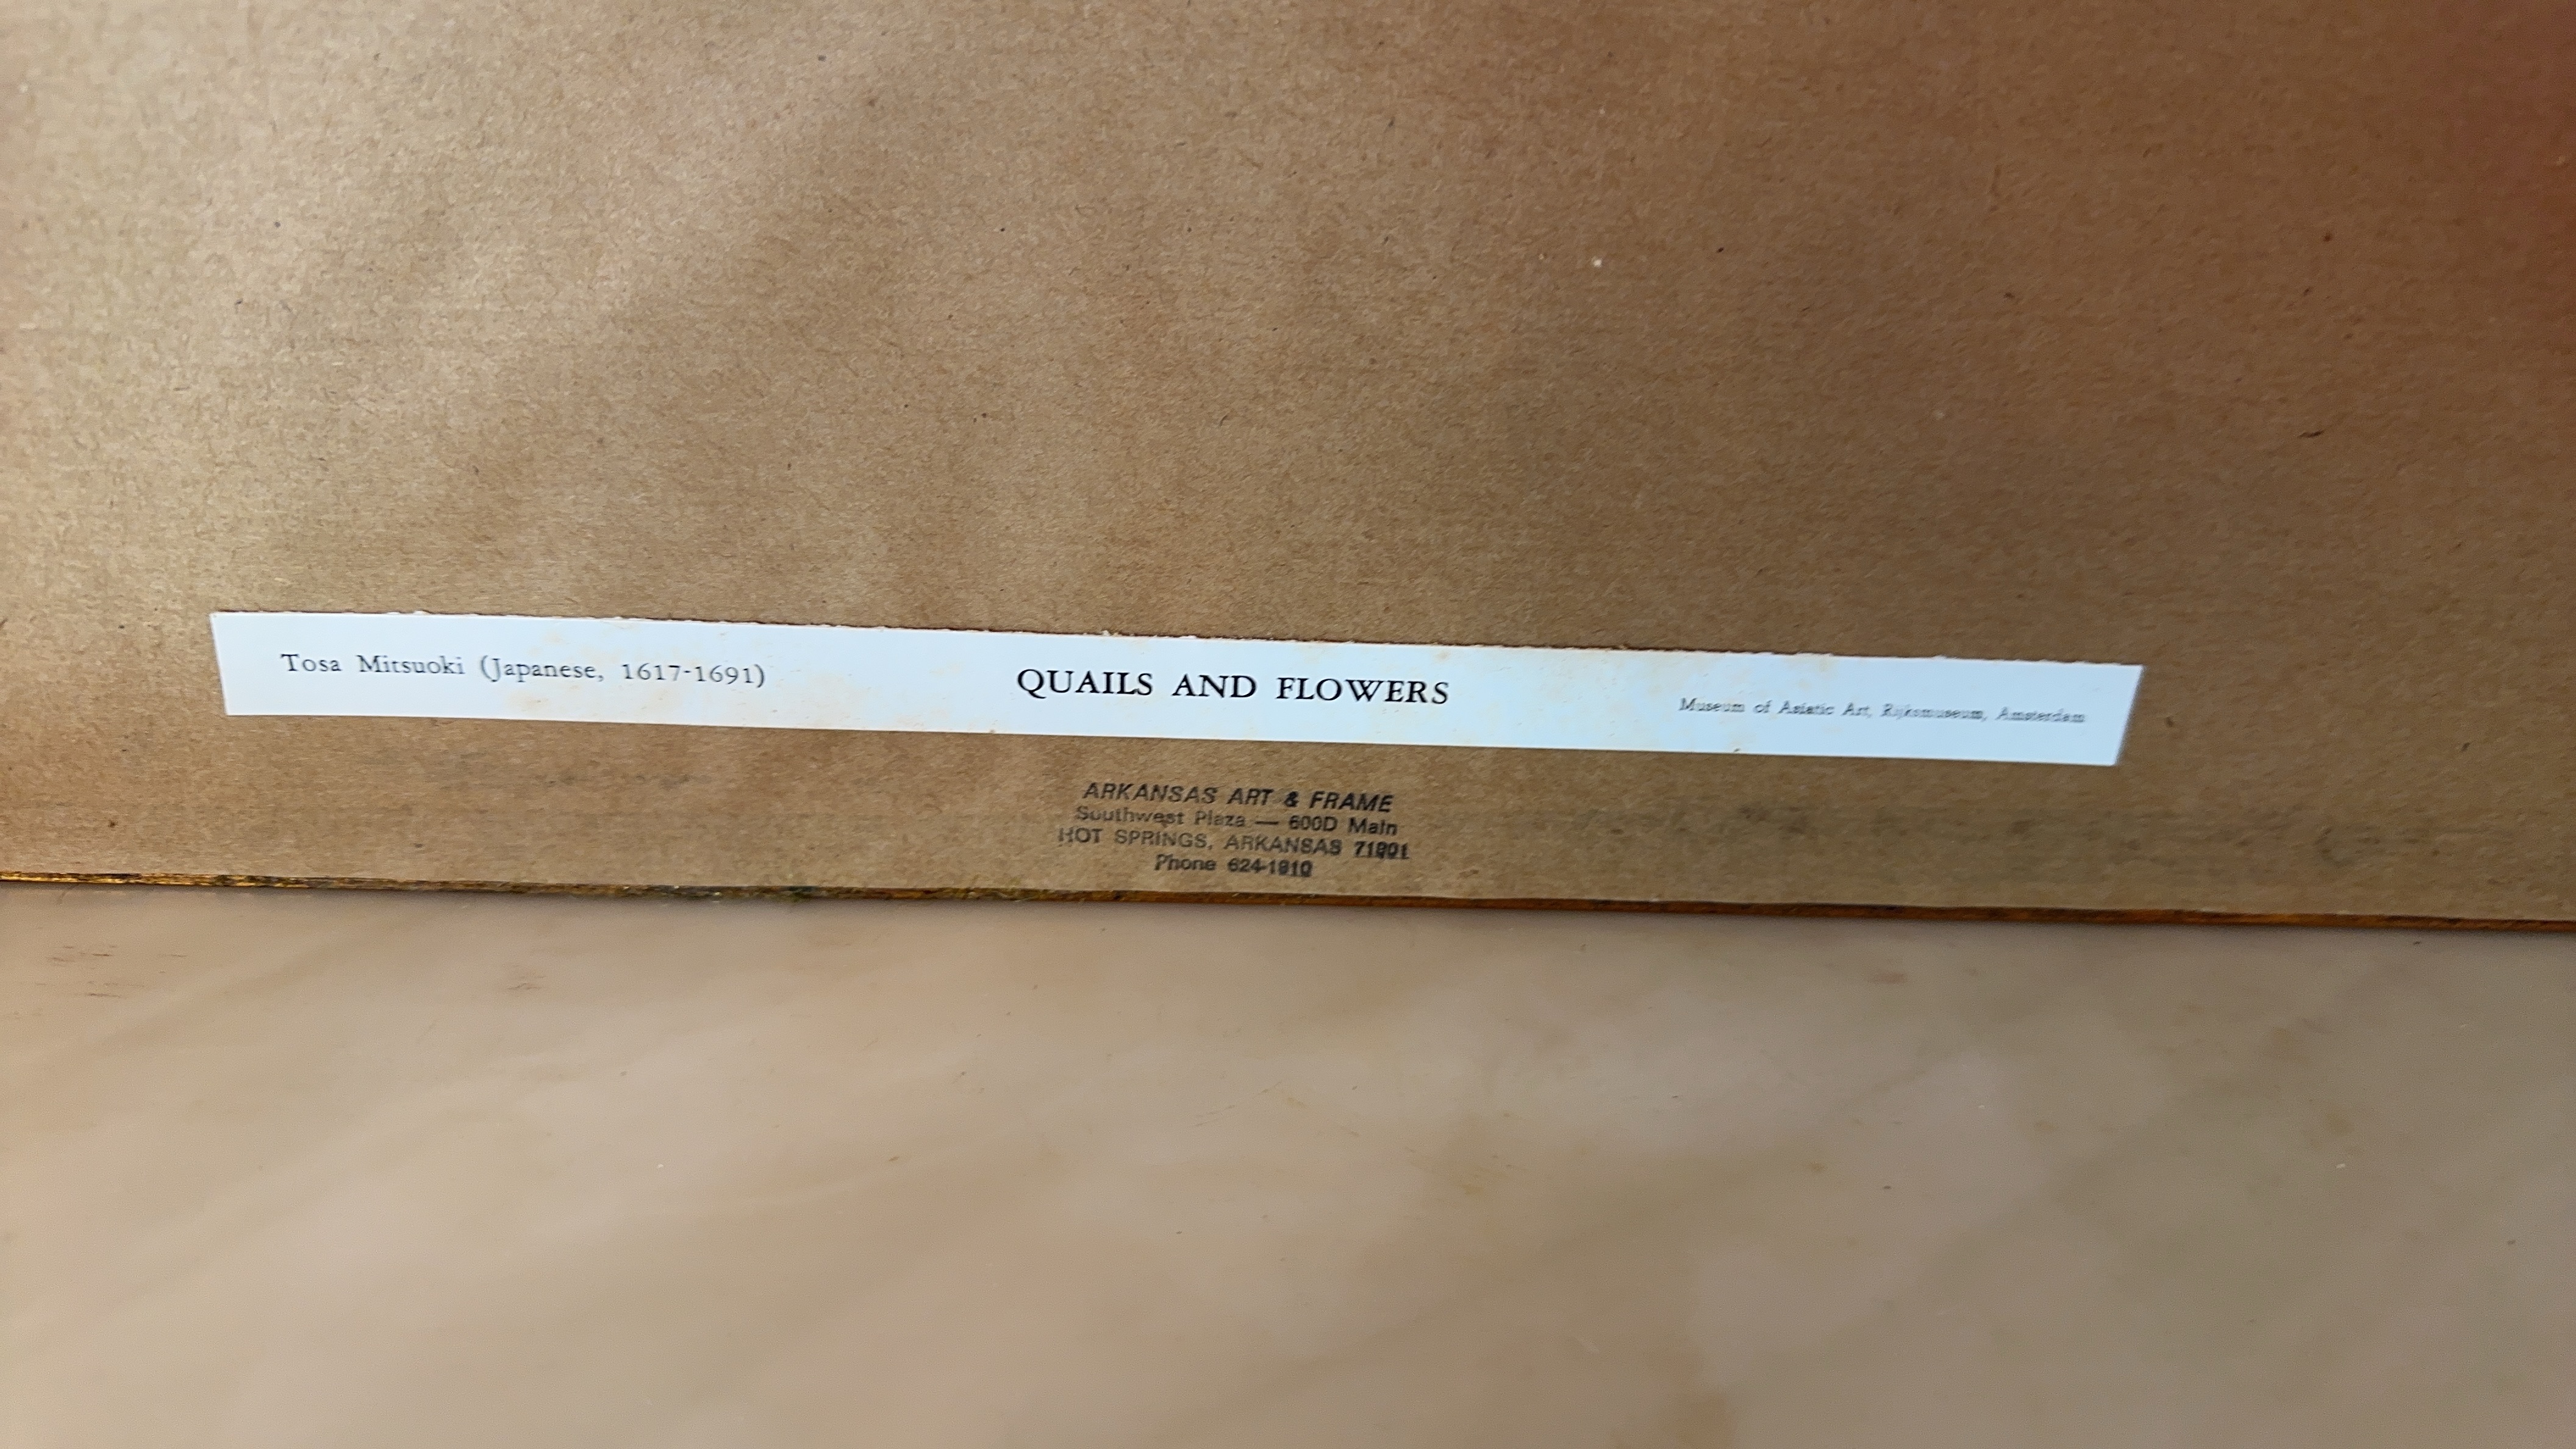 Tosa Mitsuoki (Japanese, 1617-1691)
QUAILS AND FLOWERS
Museum of Asiatic Art, Rijksmuseum, Amsterdam
ARKANSAS ART & FRAME
Southwest Plaza — 600D Main
HOT SPRINGS, ARKANSAS 71901
Phone 624-1910